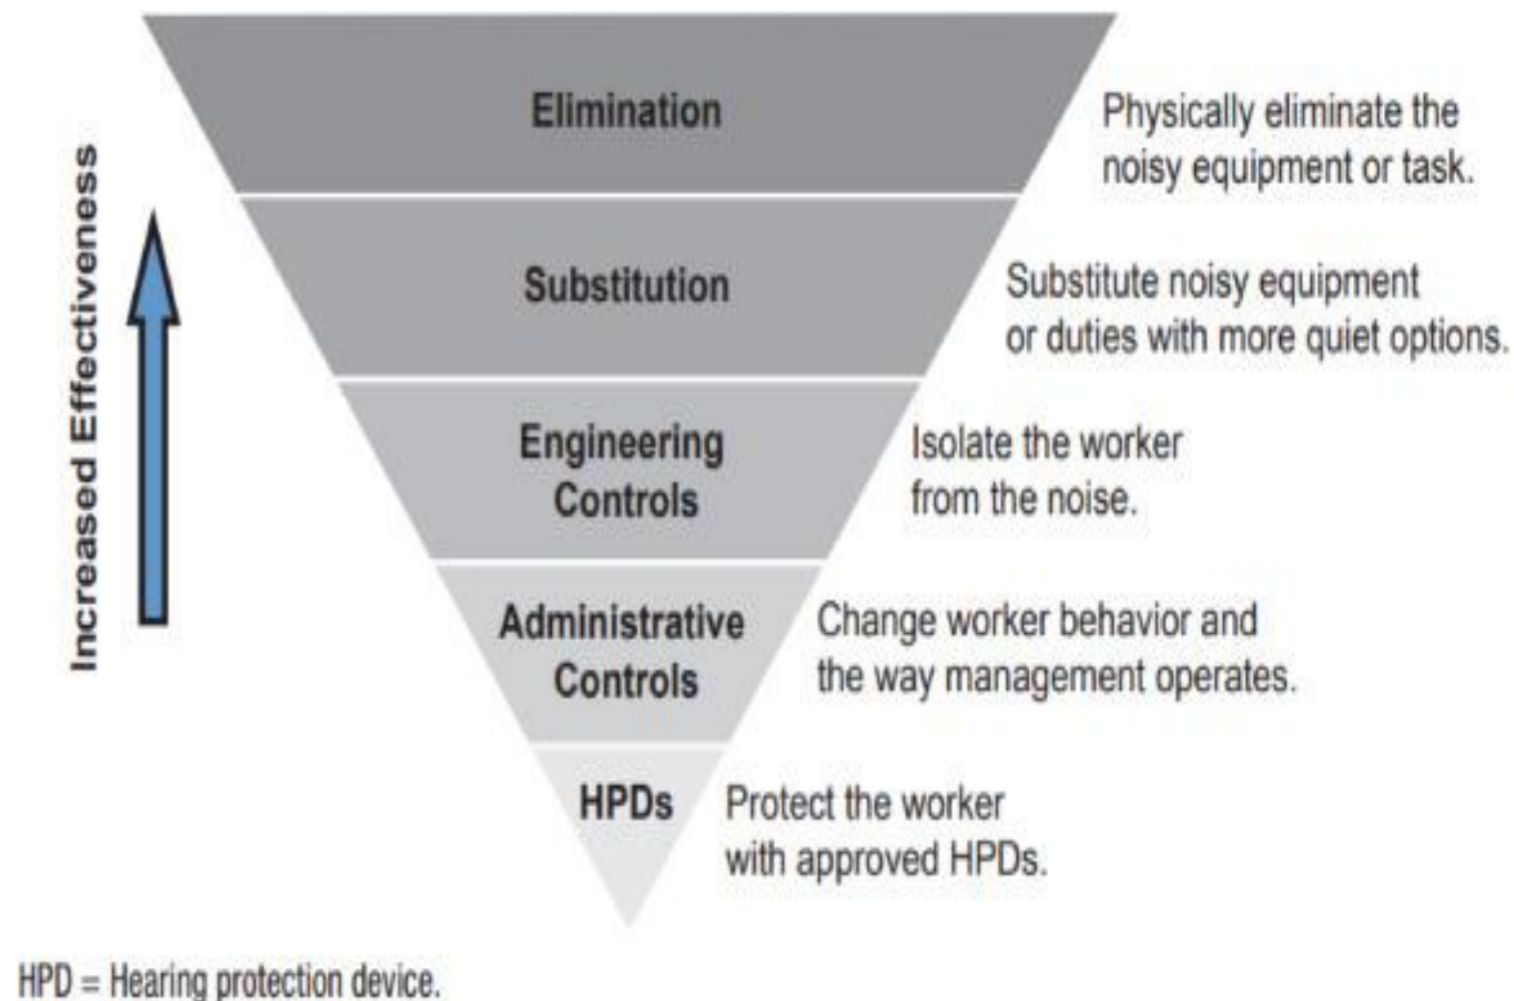 Increased Effectiveness
Elimination
Physically eliminate the
noisy equipment or task.
Substitution
Substitute noisy equipment
or duties with more quiet options.
Engineering
Controls
Isolate the worker
from the noise.
Administrative
Controls
Change worker behavior and
the way management operates.
HPDs
Protect the worker
with approved HPDs.
HPD = Hearing protection device.